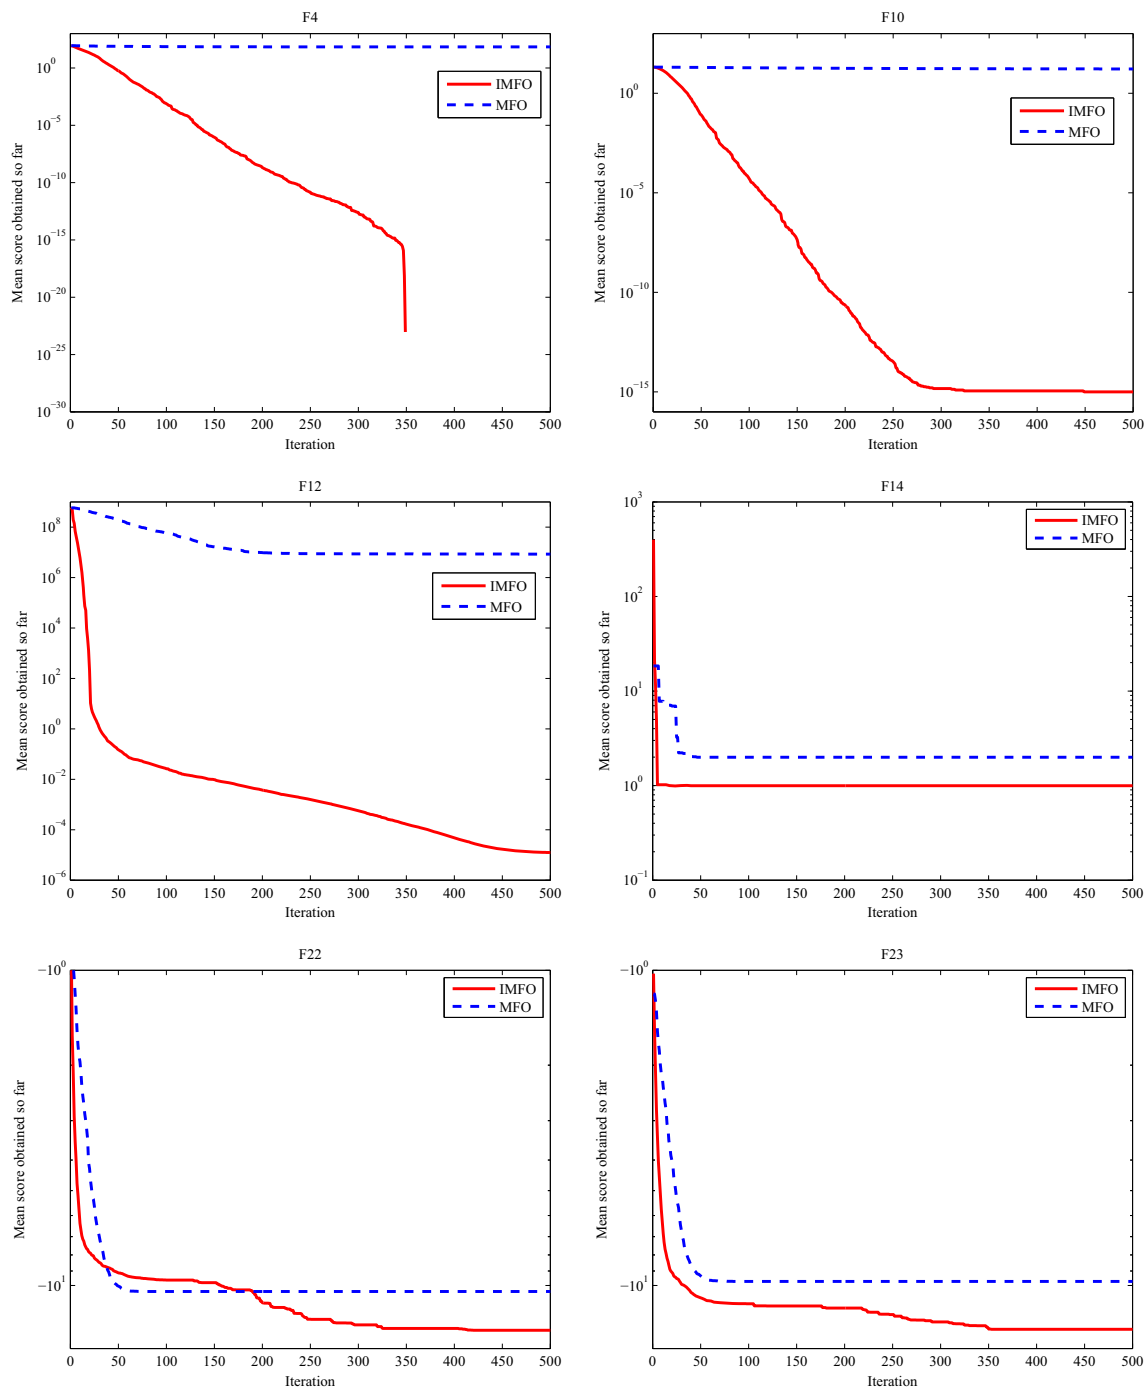 F4
Mean score obtained so far
10^0
10^−5
10^−10
10^−15
10^−20
10^−25
10^−30
IMFO
MFO
0 50 100 150 200 250 300 350 400 450 500
Iteration
F10
Mean score obtained so far
10^0
10^−5
10^−10
10^−15
IMFO
MFO
0 50 100 150 200 250 300 350 400 450 500
Iteration
F12
Mean score obtained so far
10^8
10^6
10^4
10^2
10^0
10^−2
10^−4
10^−6
IMFO
MFO
0 50 100 150 200 250 300 350 400 450 500
Iteration
F14
Mean score obtained so far
10^3
10^2
10^1
10^0
10^−1
IMFO
MFO
0 50 100 150 200 250 300 350 400 450 500
Iteration
F22
Mean score obtained so far
−10^0
−10^1
IMFO
MFO
0 50 100 150 200 250 300 350 400 450 500
Iteration
F23
Mean score obtained so far
−10^0
−10^1
IMFO
MFO
0 50 100 150 200 250 300 350 400 450 500
Iteration